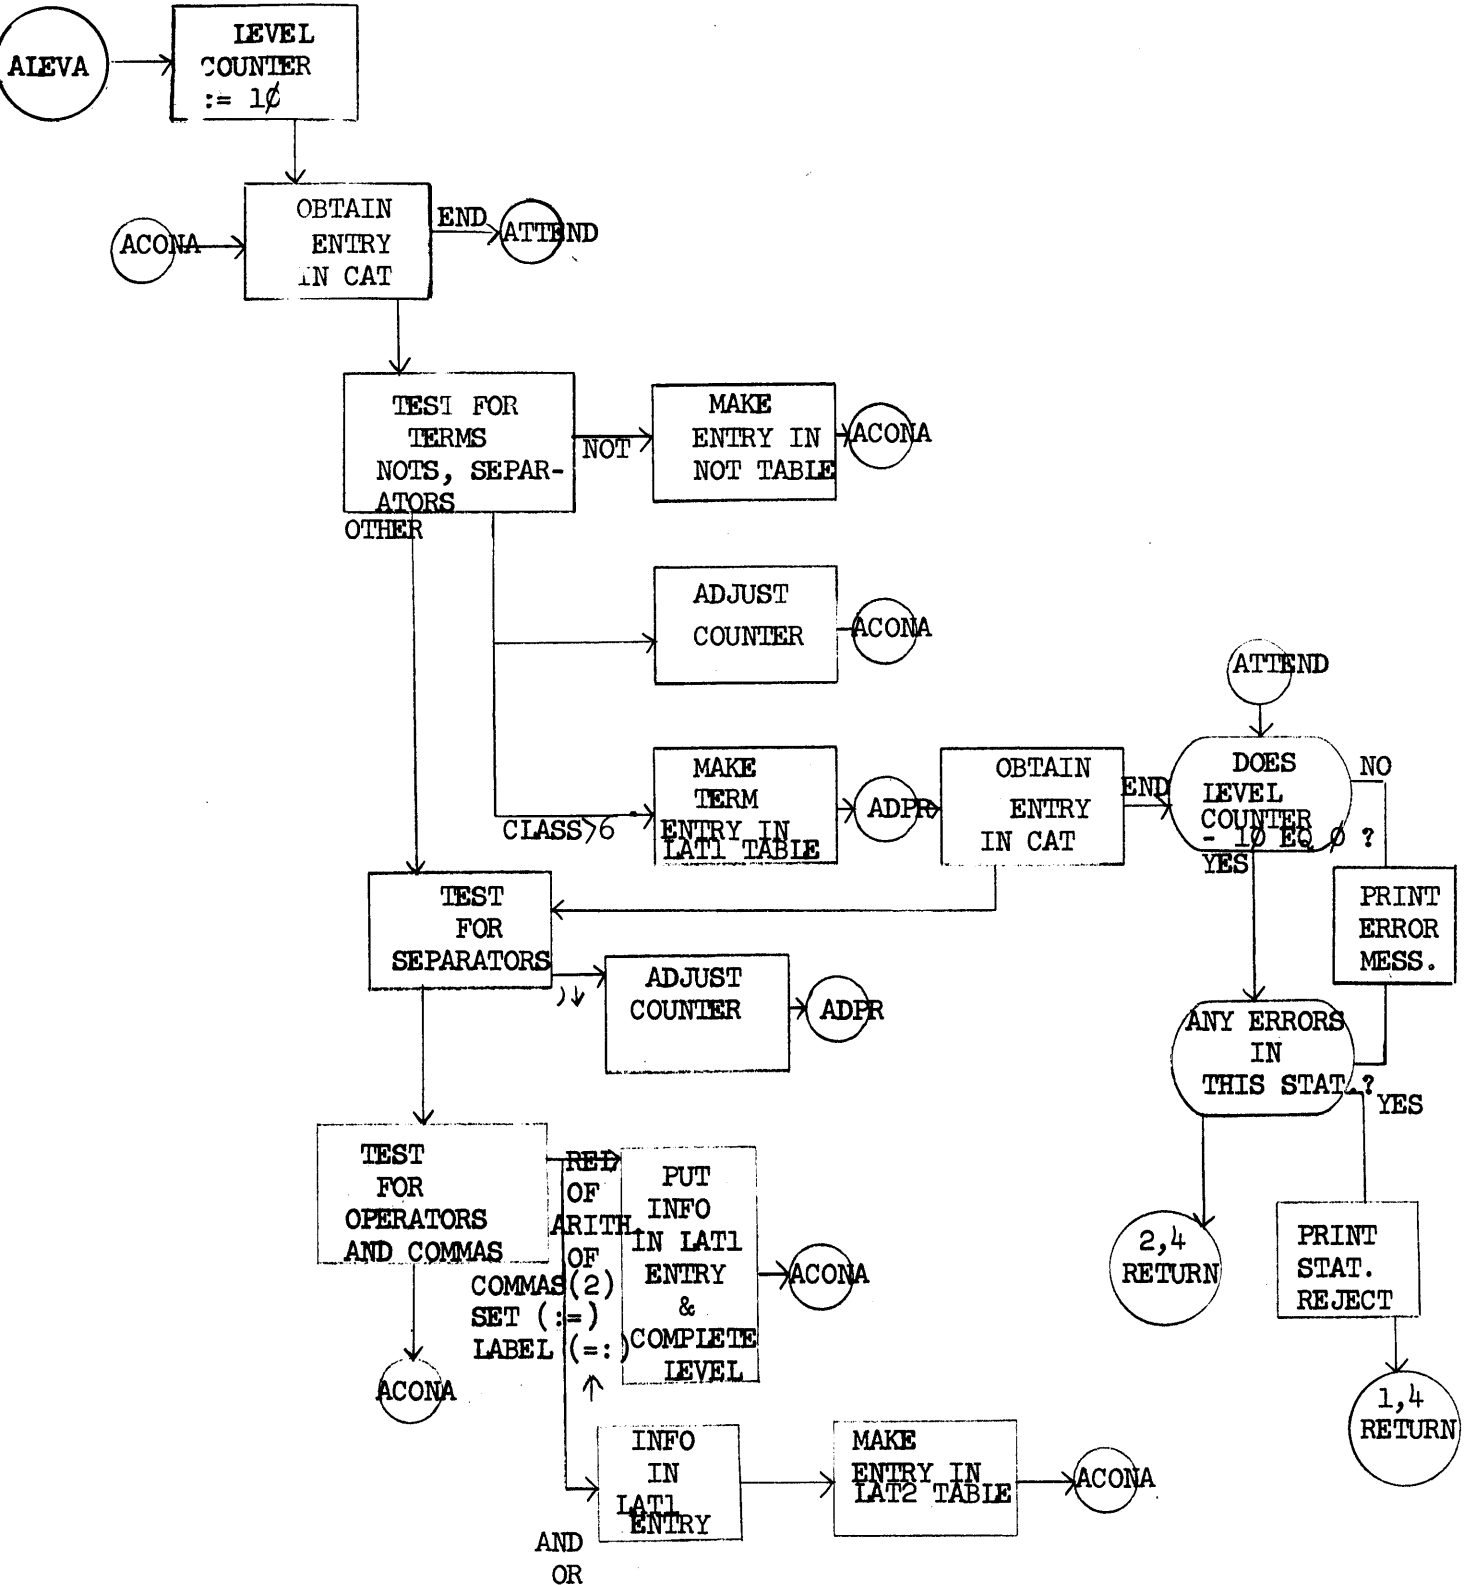 ALEVA
LEVEL
COUNTER
:= 1Ø
ACONA
OBTAIN
ENTRY
IN CAT
END
ATTEND
TEST FOR
TERMS
NOTS, SEPAR-
ATORS
NOT
MAKE
ENTRY IN
NOT TABLE
ACONA
OTHER
ADJUST
COUNTER
ACONA
CLASS>6
MAKE
TERM
ENTRY IN
LAT1 TABLE
ADPR
OBTAIN
ENTRY
IN CAT
END
ATTEND
DOES
LEVEL
COUNTER
- 1Ø EQ Ø ?
NO
YES
PRINT
ERROR
MESS.
TEST
FOR
SEPARATORS
)↓
ADJUST
COUNTER
ADPR
ANY ERRORS
IN
THIS STAT.?
YES
TEST
FOR
OPERATORS
AND COMMAS
REL
OF
ARITH.
OF
COMMAS(2)
SET (:=)
LABEL (=:)
↑
PUT
INFO
IN LAT1
ENTRY
&
COMPLETE
LEVEL
ACONA
2,4
RETURN
PRINT
STAT.
REJECT
ACONA
1,4
RETURN
AND
OR
INFO
IN
LAT1
ENTRY
MAKE
ENTRY IN
LAT2 TABLE
ACONA